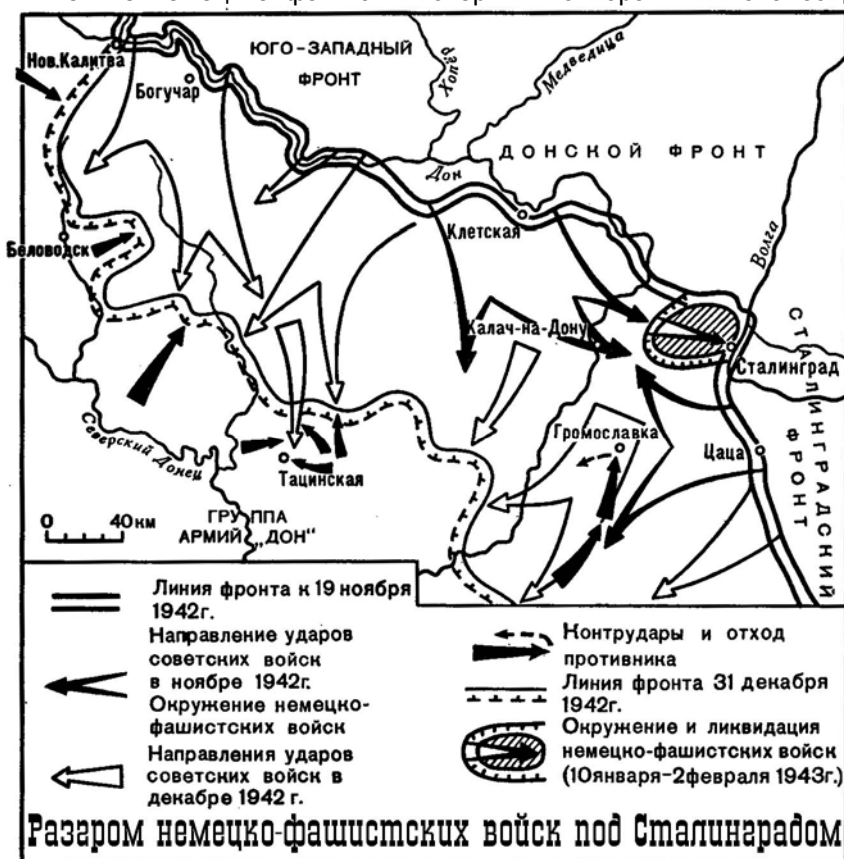 Нов.Калитва
Богучар
ЮГО-ЗАПАДНЫЙ
ФРОНТ
Хопёр
Медведица
ДОНСКОЙ ФРОНТ
Дон
Клетская
Волга
Беловодск
Калач-на-Дону
Сталинград
СТАЛИНГРАДСКИЙ
ФРОНТ
Громославка
Цаца
Северский Донец
Тацинская
0 40км
ГРУППА
АРМИЙ „ДОН"
Линия фронта к 19 ноября
1942г.
Направление ударов
советских войск
в ноябре 1942г.
Окружение немецко-
фашистских войск
Направления ударов
советских войск в
декабре 1942 г.
Контрудары и отход
противника
Линия фронта 31 декабря
1942г.
Окружение и ликвидация
немецко-фашистских войск
(10января-2февраля 1943г.)
Разгром немецко-фашистских войск под Сталинградом